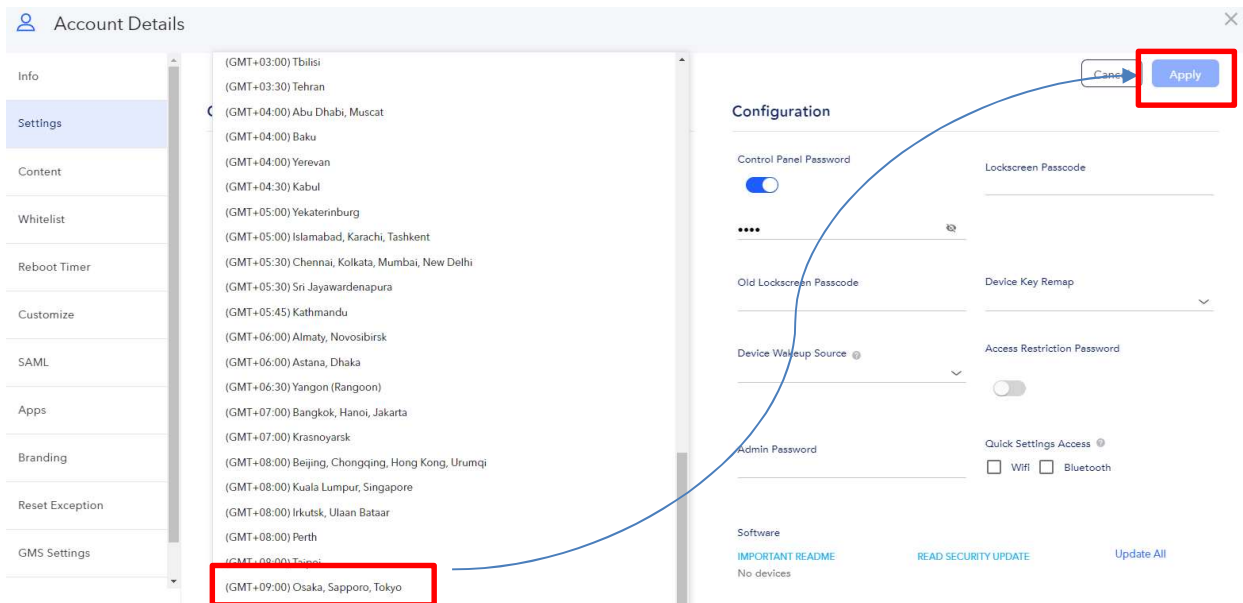 Account Details
Info
Settings
Content
Whitelist
Reboot Timer
Customize
SAML
Apps
Branding
Reset Exception
GMS Settings
(GMT+03:00) Tbilisi
(GMT+03:30) Tehran
(GMT+04:00) Abu Dhabi, Muscat
(GMT+04:00) Baku
(GMT+04:00) Yerevan
(GMT+04:30) Kabul
(GMT+05:00) Yekaterinburg
(GMT+05:00) Islamabad, Karachi, Tashkent
(GMT+05:30) Chennai, Kolkata, Mumbai, New Delhi
(GMT+05:30) Sri Jayawardenapura
(GMT+05:45) Kathmandu
(GMT+06:00) Almaty, Novosibirsk
(GMT+06:00) Astana, Dhaka
(GMT+06:30) Yangon (Rangoon)
(GMT+07:00) Bangkok, Hanoi, Jakarta
(GMT+07:00) Krasnoyarsk
(GMT+08:00) Beijing, Chongqing, Hong Kong, Urumqi
(GMT+08:00) Kuala Lumpur, Singapore
(GMT+08:00) Irkutsk, Ulaan Bataar
(GMT+08:00) Perth
(GMT+08:00) Taipei
(GMT+09:00) Osaka, Sapporo, Tokyo
Cancel
Apply
Configuration
Control Panel Password
Lockscreen Passcode
••••
Old Lockscreen Passcode
Device Key Remap
Device Wakeup Source
Access Restriction Password
Admin Password
Quick Settings Access
Wifi Bluetooth
Software
IMPORTANT README READ SECURITY UPDATE Update All
No devices